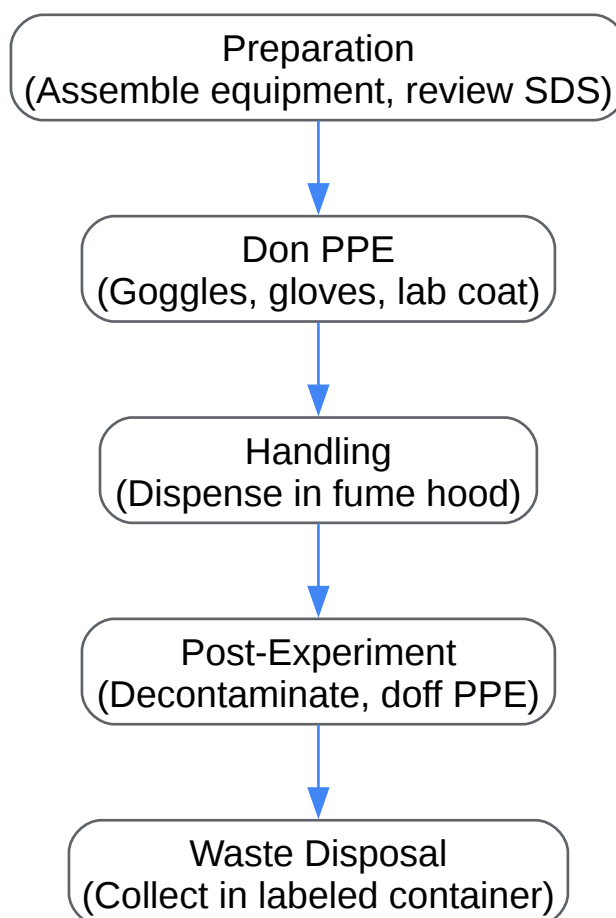 Preparation
(Assemble equipment, review SDS)
Don PPE
(Goggles, gloves, lab coat)
Handling
(Dispense in fume hood)
Post-Experiment
(Decontaminate, doff PPE)
Waste Disposal
(Collect in labeled container)